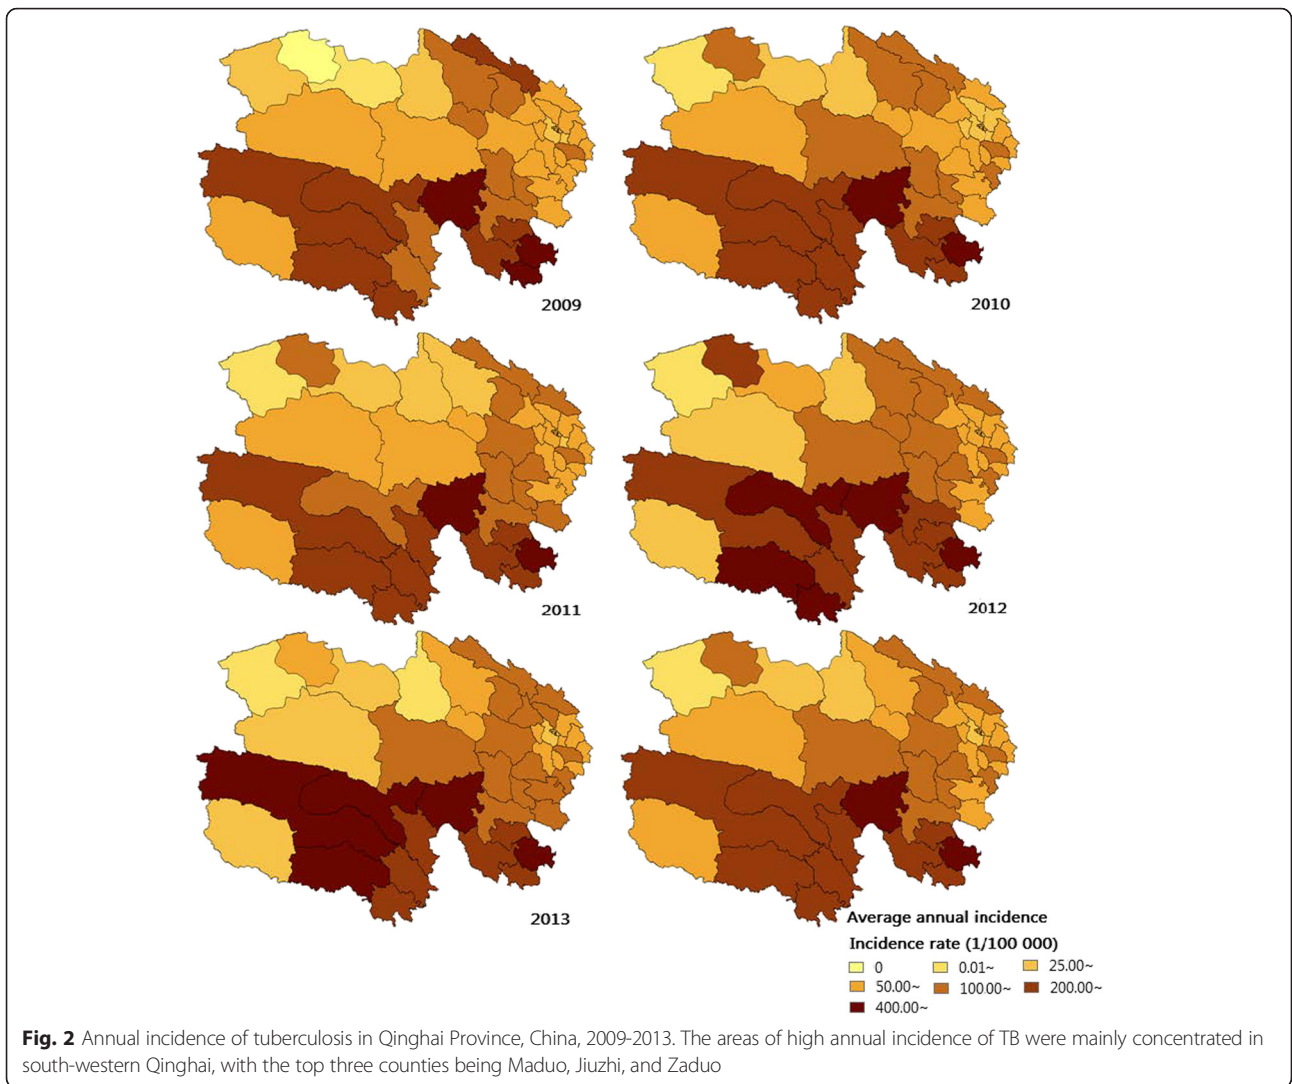 2009
2010
2011
2012
2013
Average annual incidence
Incidence rate (1/100 000)
0 0.01~ 25.00~
50.00~ 100.00~ 200.00~
400.00~
Fig. 2 Annual incidence of tuberculosis in Qinghai Province, China, 2009-2013. The areas of high annual incidence of TB were mainly concentrated in
south-western Qinghai, with the top three counties being Maduo, Jiuzhi, and Zaduo